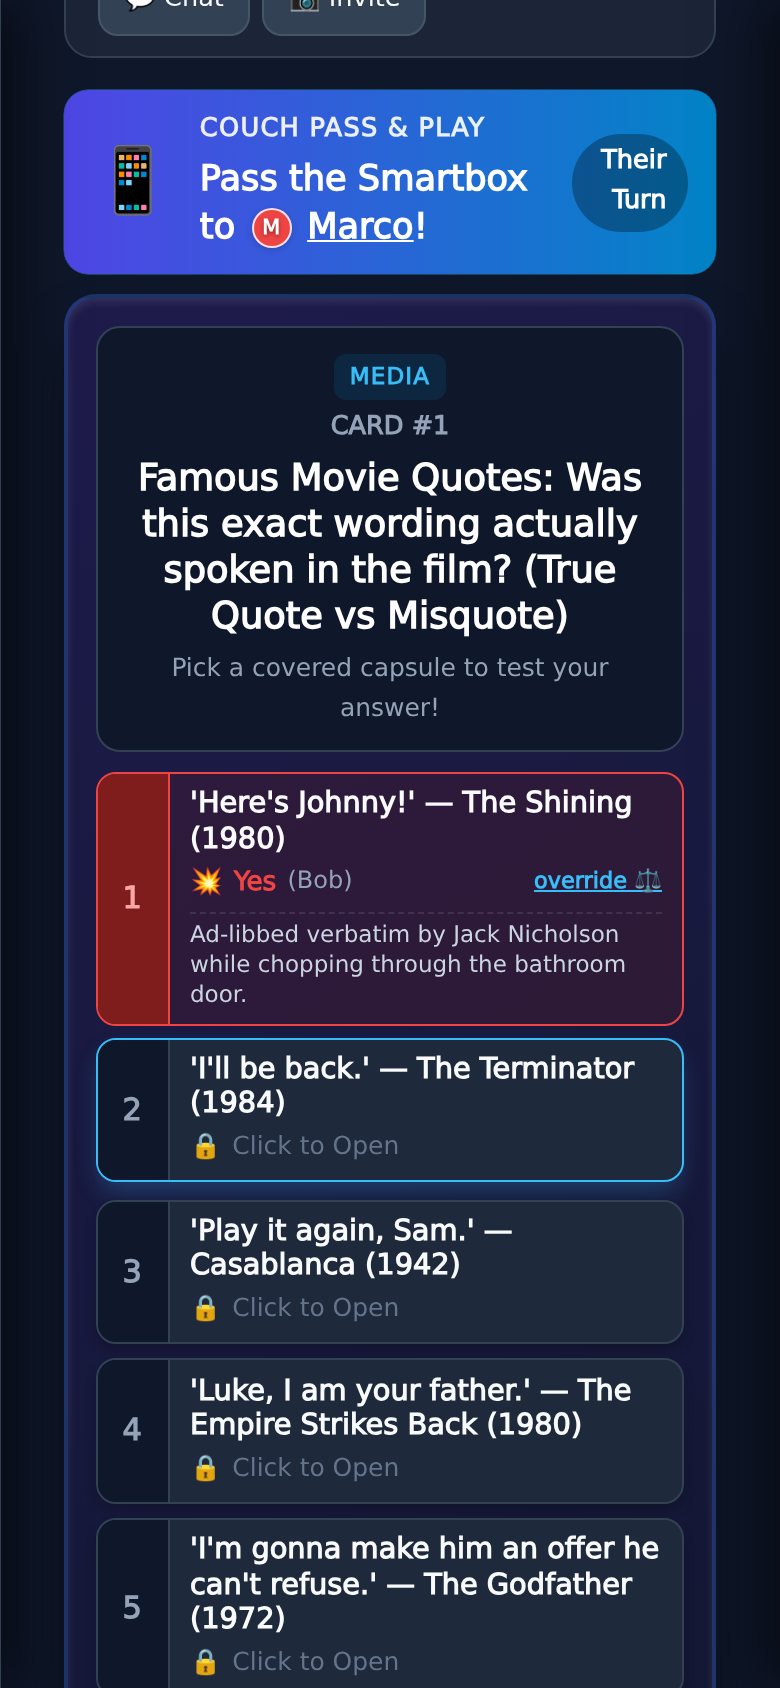 Chat
Invite
COUCH PASS & PLAY
Pass the Smartbox
to M Marco!
Their
Turn
MEDIA
CARD #1
Famous Movie Quotes: Was
this exact wording actually
spoken in the film? (True
Quote vs Misquote)
Pick a covered capsule to test your
answer!
1
'Here's Johnny!' — The Shining
(1980)
Yes (Bob)
override
Ad-libbed verbatim by Jack Nicholson
while chopping through the bathroom
door.
2
'I'll be back.' — The Terminator
(1984)
Click to Open
3
'Play it again, Sam.' —
Casablanca (1942)
Click to Open
4
'Luke, I am your father.' — The
Empire Strikes Back (1980)
Click to Open
5
'I'm gonna make him an offer he
can't refuse.' — The Godfather
(1972)
Click to Open